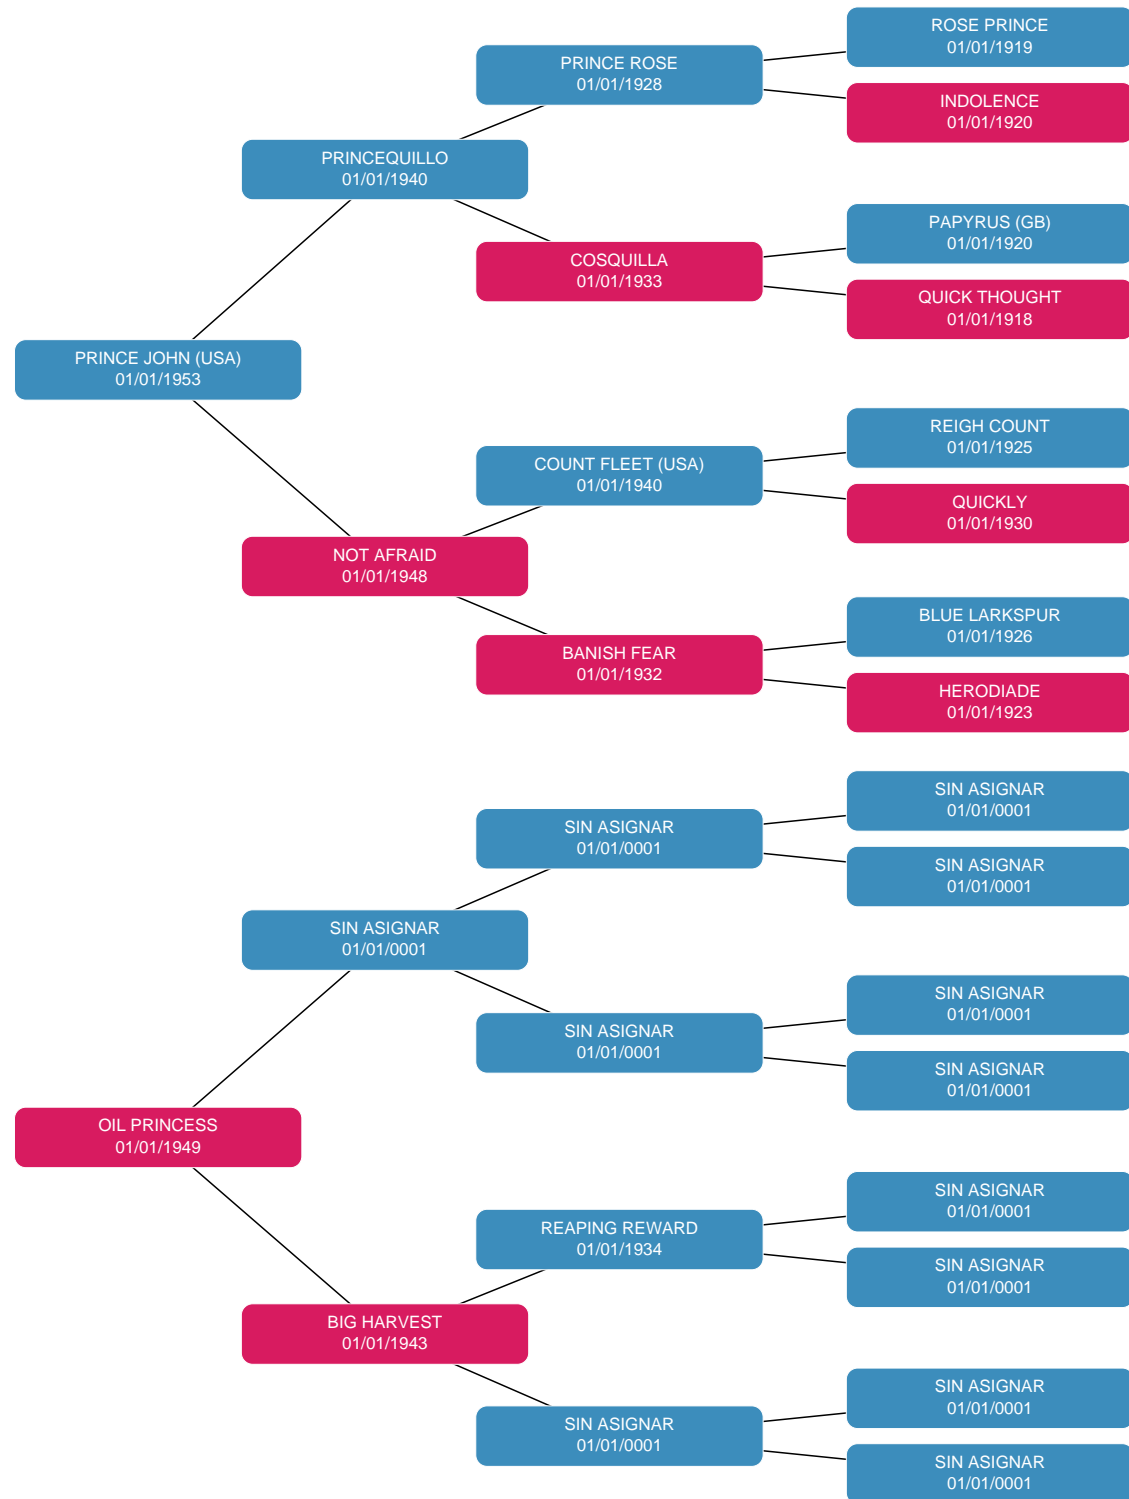 ROSE PRINCE
01/01/1919
PRINCE ROSE
01/01/1928
INDOLENCE
01/01/1920
PRINCEQUILLO
01/01/1940
PAPYRUS (GB)
01/01/1920
COSQUILLA
01/01/1933
QUICK THOUGHT
01/01/1918
PRINCE JOHN (USA)
01/01/1953
REIGH COUNT
01/01/1925
COUNT FLEET (USA)
01/01/1940
QUICKLY
01/01/1930
NOT AFRAID
01/01/1948
BLUE LARKSPUR
01/01/1926
BANISH FEAR
01/01/1932
HERODIADE
01/01/1923
SIN ASIGNAR
01/01/0001
SIN ASIGNAR
01/01/0001
SIN ASIGNAR
01/01/0001
SIN ASIGNAR
01/01/0001
SIN ASIGNAR
01/01/0001
SIN ASIGNAR
01/01/0001
SIN ASIGNAR
01/01/0001
OIL PRINCESS
01/01/1949
SIN ASIGNAR
01/01/0001
REAPING REWARD
01/01/1934
SIN ASIGNAR
01/01/0001
BIG HARVEST
01/01/1943
SIN ASIGNAR
01/01/0001
SIN ASIGNAR
01/01/0001
SIN ASIGNAR
01/01/0001